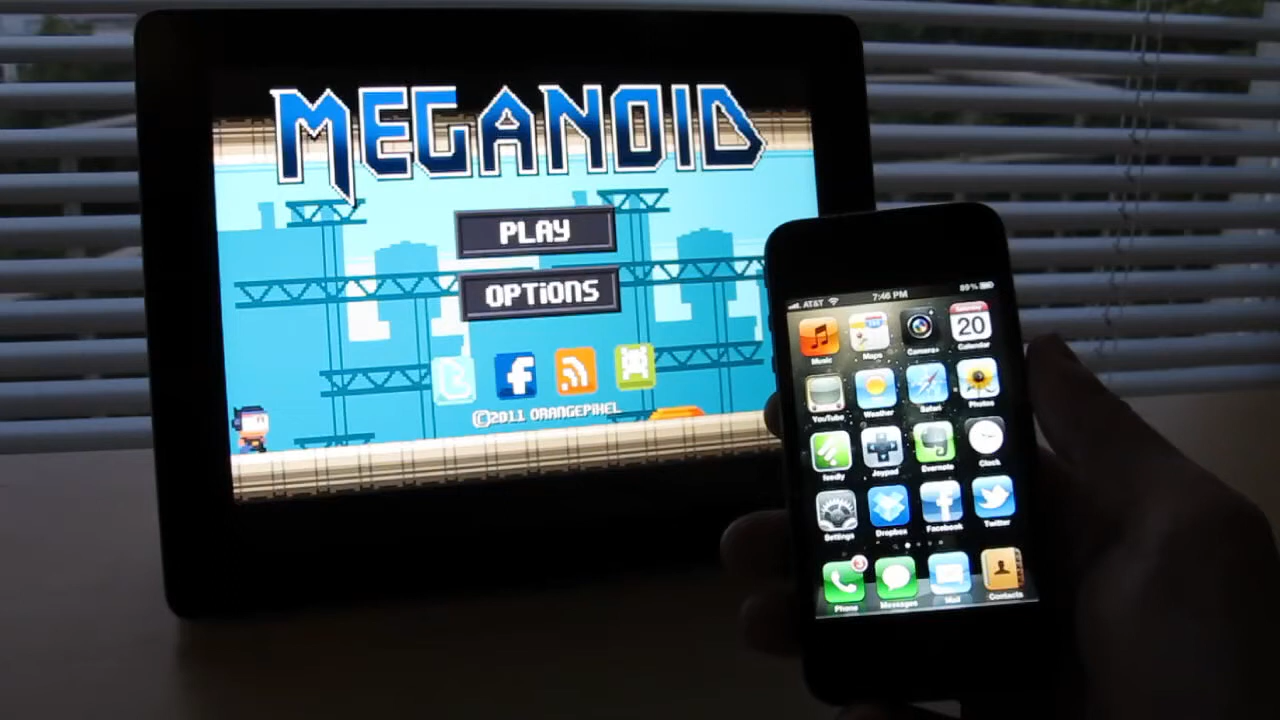 MEGANOID
PLAY
OPTiONS
©2011 ORANGEPIXEL
AT&T 7:46 PM 89%
Music Maps Camera+ Calendar
20
YouTube Weather Safari Photos
feedly Joypad Evernote Clock
Settings Dropbox Facebook Twitter
3
Phone Messages Mail Contacts